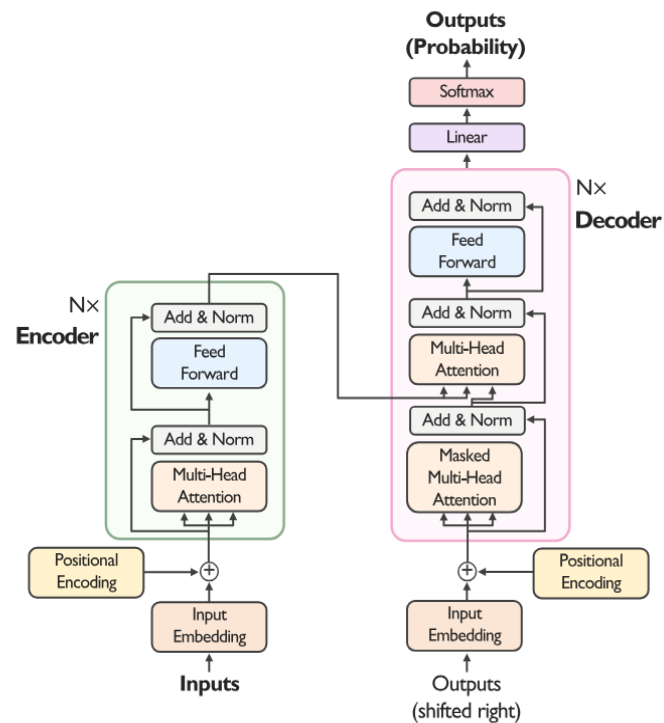 Outputs
(Probability)
Softmax
Linear
N×
Decoder
Add & Norm
Feed
Forward
Add & Norm
Multi-Head
Attention
Add & Norm
Masked
Multi-Head
Attention
Positional
Encoding
Input
Embedding
Outputs
(shifted right)
N×
Encoder
Add & Norm
Feed
Forward
Add & Norm
Multi-Head
Attention
Positional
Encoding
Input
Embedding
Inputs